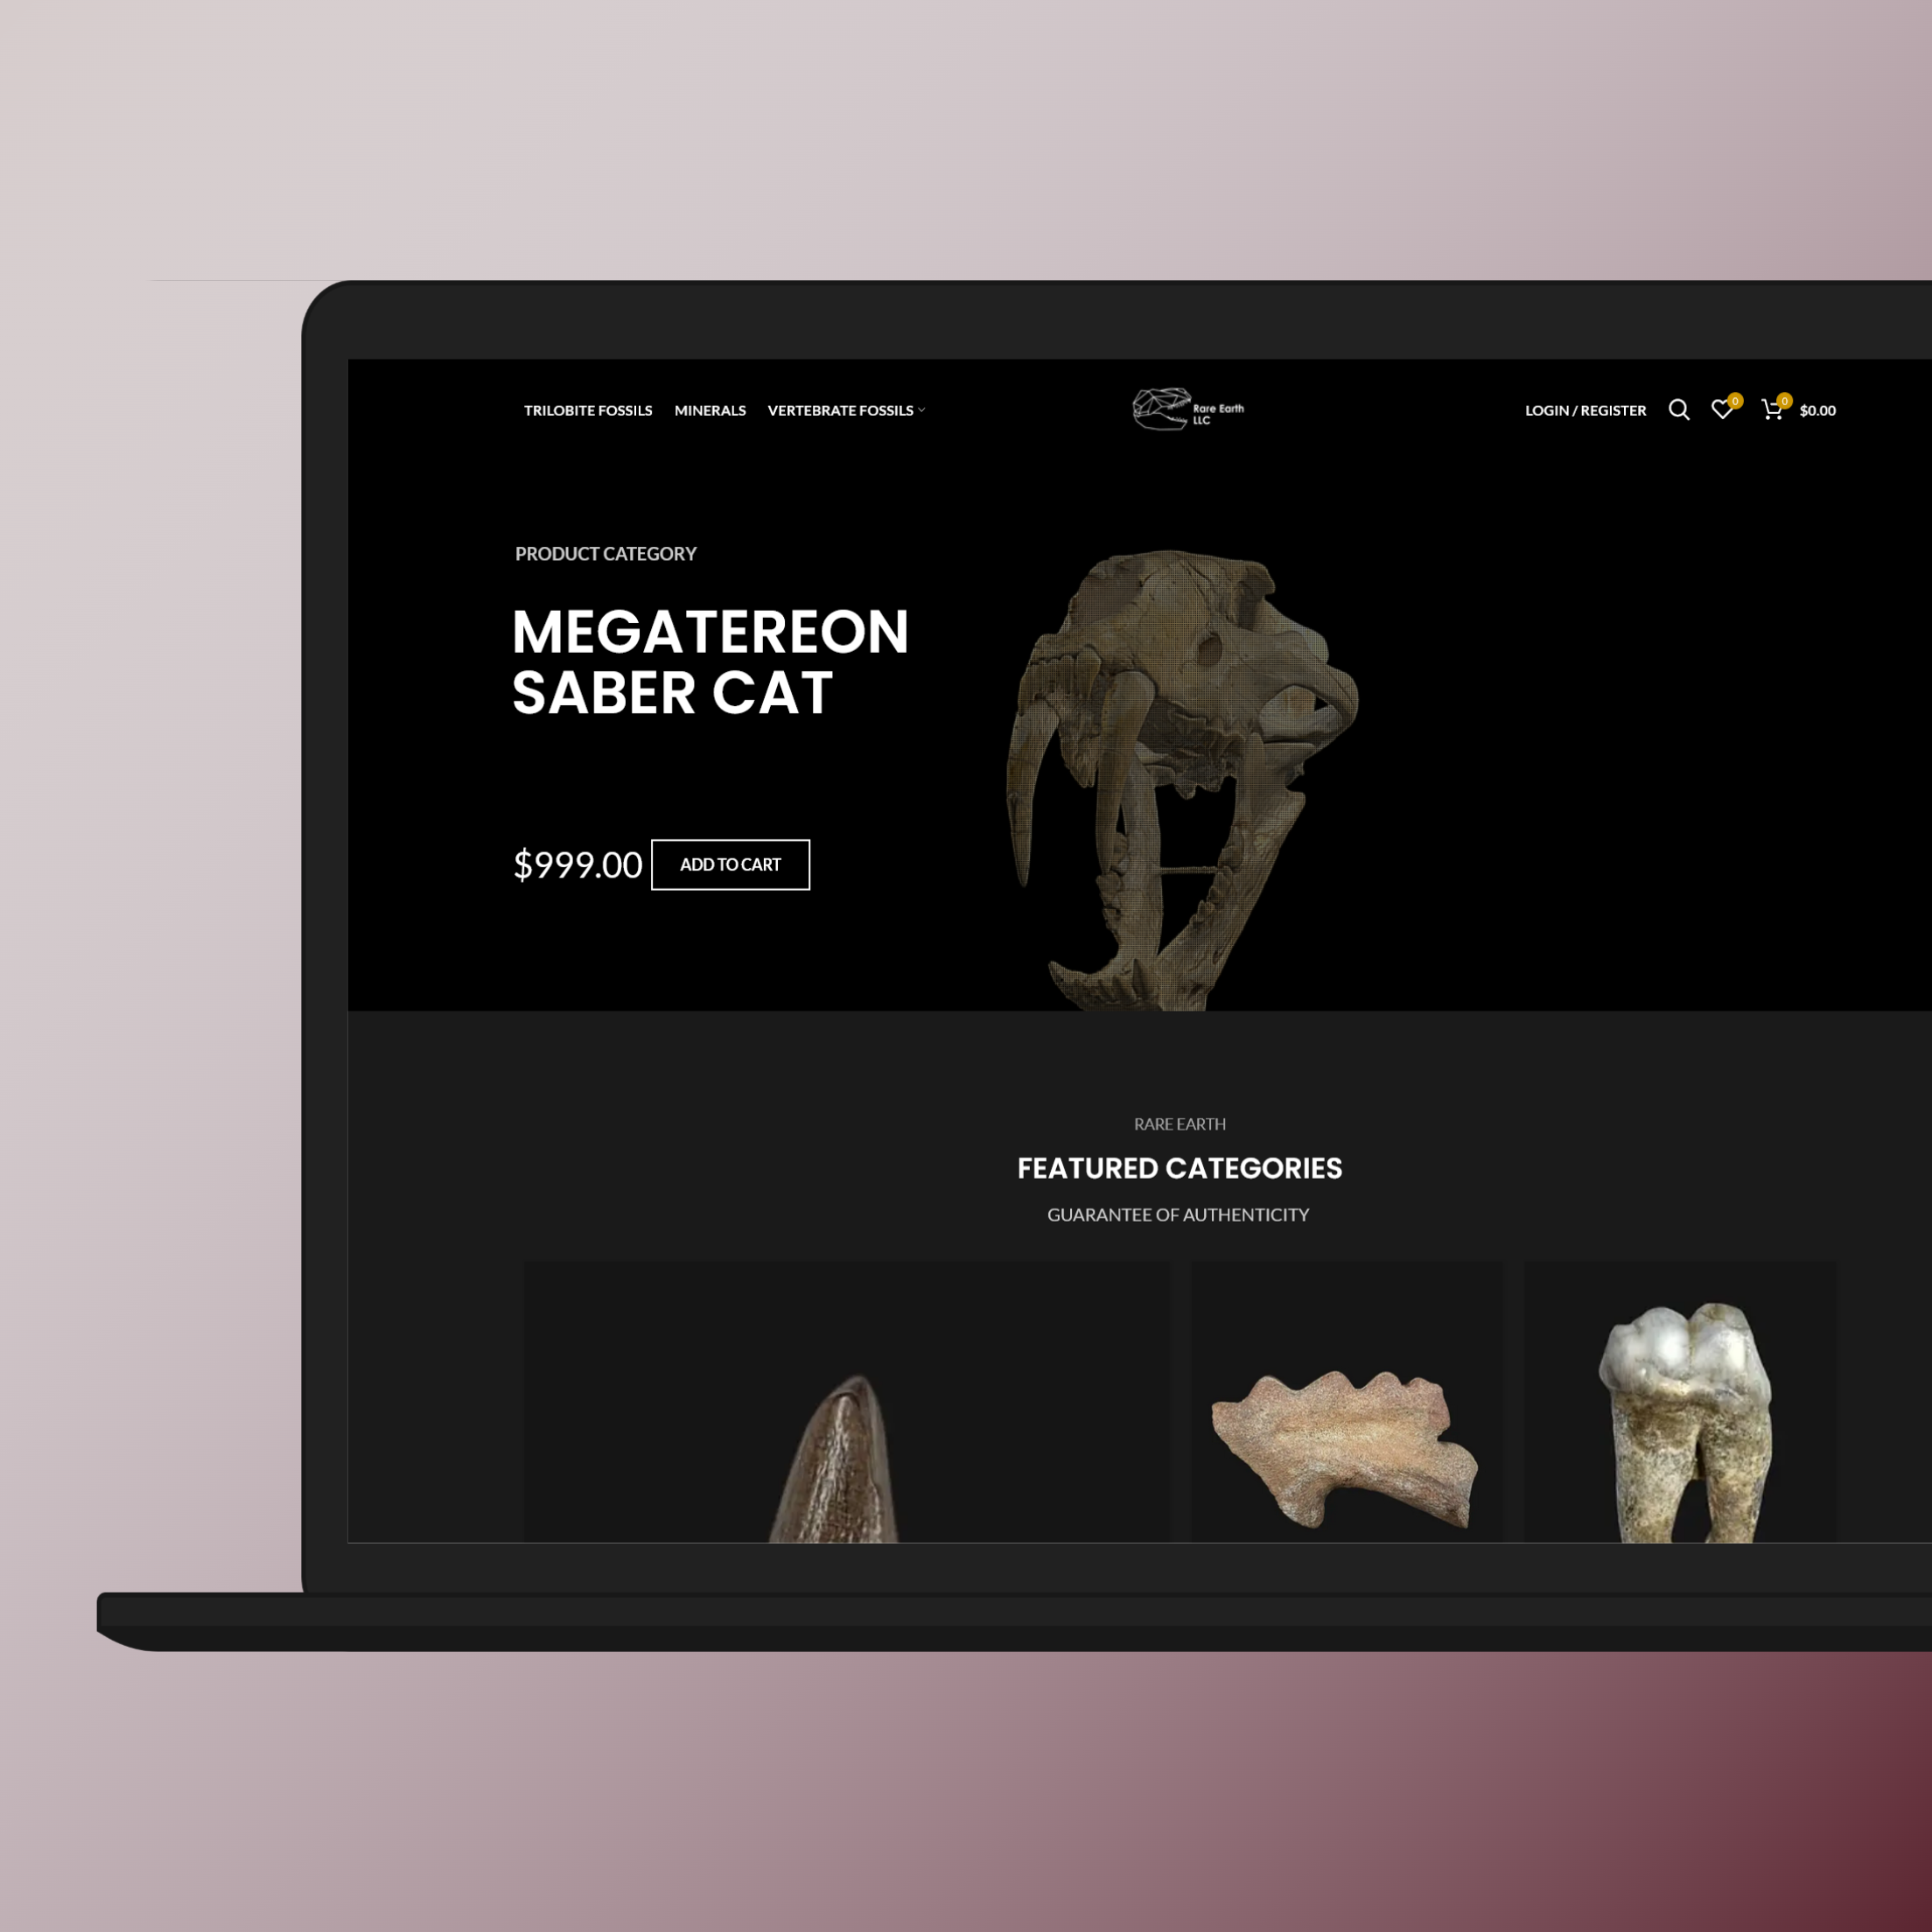 TRILOBITE FOSSILS MINERALS VERTEBRATE FOSSILS
Rare Earth
LLC
LOGIN / REGISTER 0 0 $0.00
PRODUCT CATEGORY
MEGATEREON
SABER CAT
$999.00 ADD TO CART
RARE EARTH
FEATURED CATEGORIES
GUARANTEE OF AUTHENTICITY